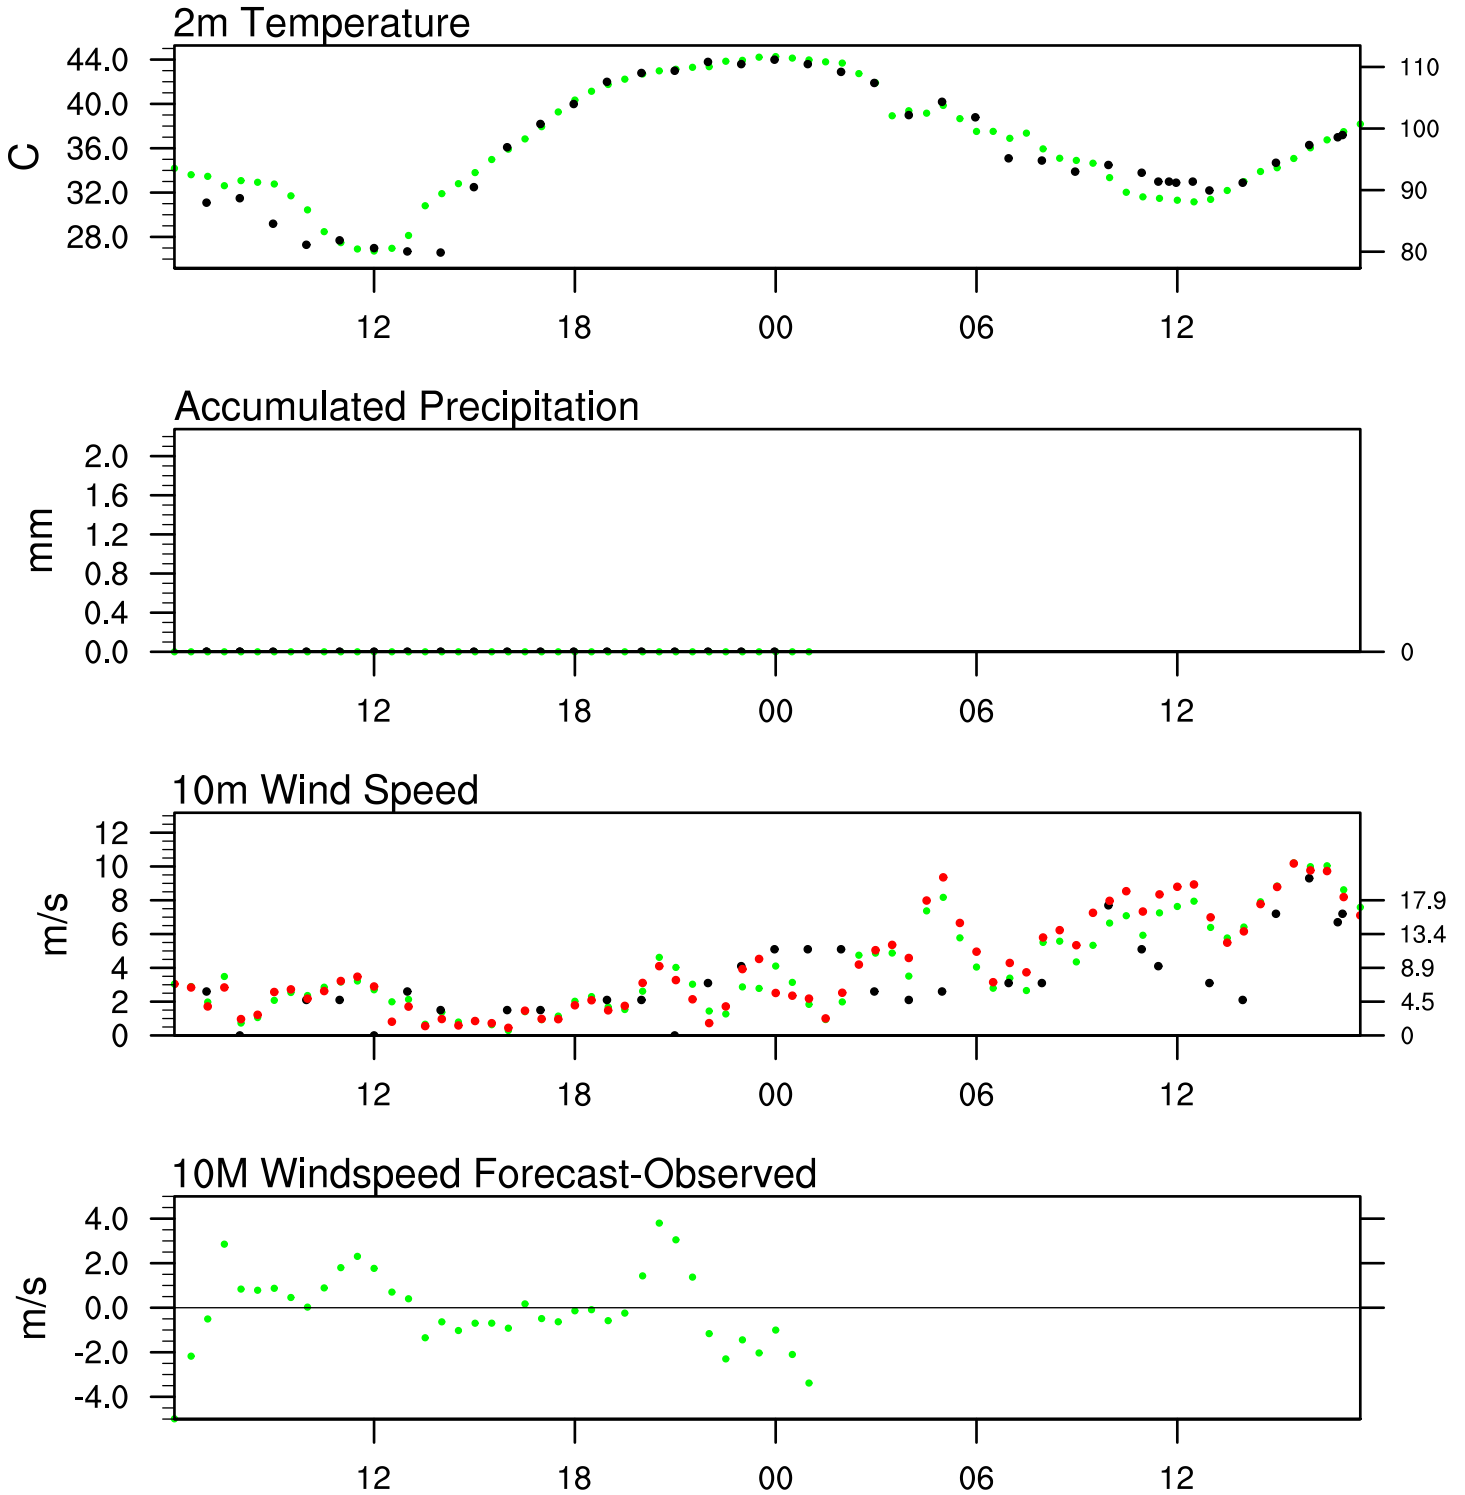 2m Temperature
44.0
40.0
36.0
32.0
28.0
C
110
100
90
80
12 18 00 06 12
Accumulated Precipitation
2.0
1.6
1.2
0.8
0.4
0.0
mm
0
12 18 00 06 12
10m Wind Speed
12
10
8
6
4
2
0
m/s
17.9
13.4
8.9
4.5
0
12 18 00 06 12
10M Windspeed Forecast-Observed
4.0
2.0
0.0
-2.0
-4.0
m/s
12 18 00 06 12